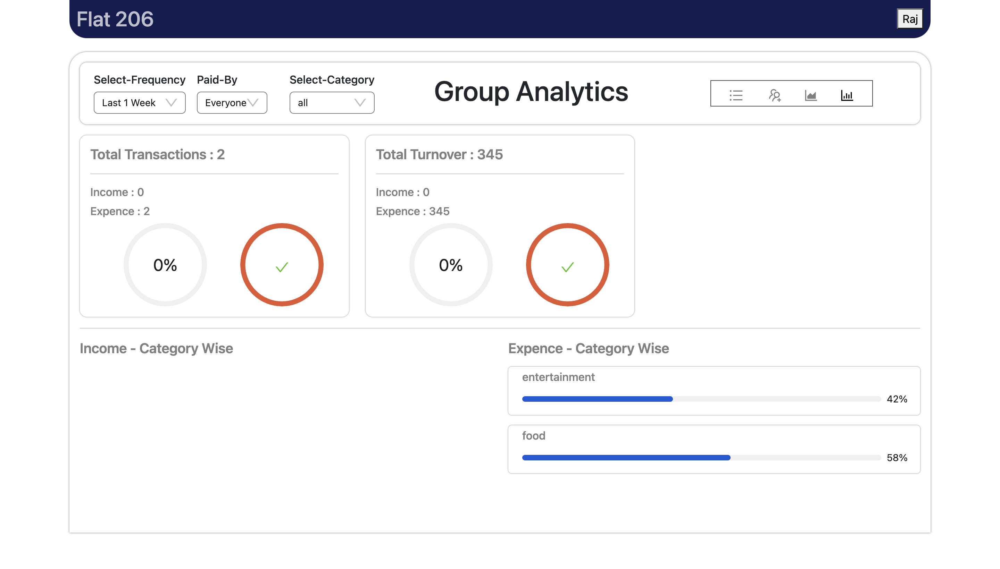 Flat 206
Raj
Select-Frequency
Paid-By
Select-Category
Last 1 Week
Everyone
all
Group Analytics
Total Transactions : 2
Income : 0
Expence : 2
0%
Total Turnover : 345
Income : 0
Expence : 345
0%
Income - Category Wise
Expence - Category Wise
entertainment
42%
food
58%